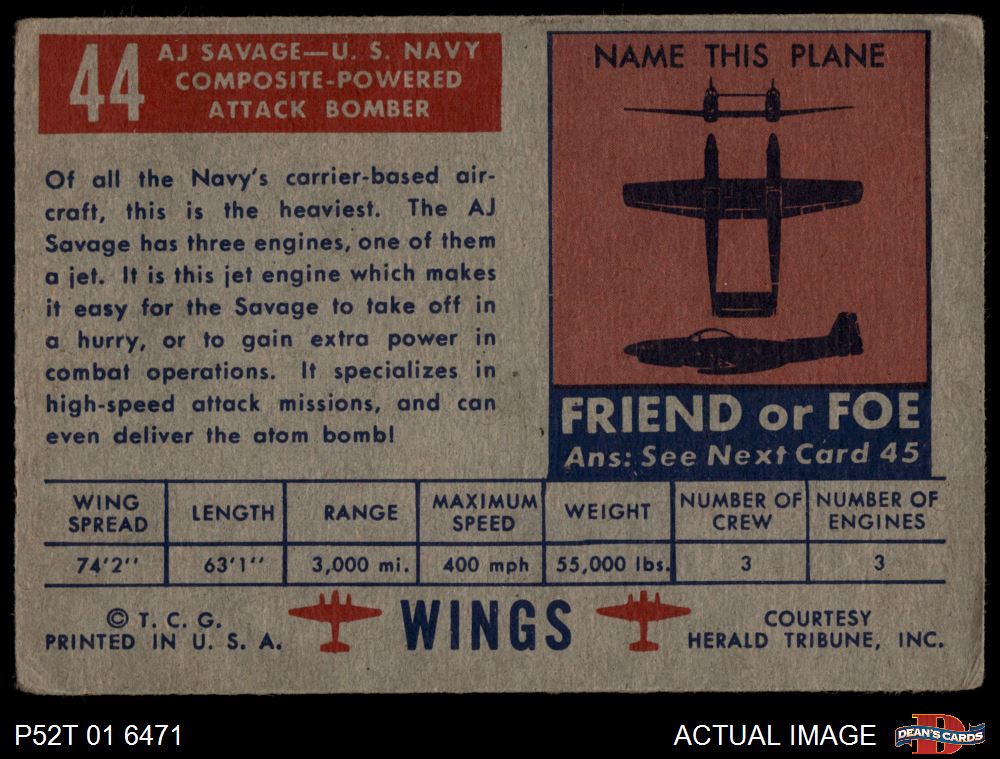 44
AJ SAVAGE—U. S. NAVY
COMPOSITE-POWERED
ATTACK BOMBER
Of all the Navy's carrier-based air-
craft, this is the heaviest. The AJ
Savage has three engines, one of them
a jet. It is this jet engine which makes
it easy for the Savage to take off in
a hurry, or to gain extra power in
combat operations. It specializes in
high-speed attack missions, and can
even deliver the atom bomb!
NAME THIS PLANE
FRIEND or FOE
Ans: See Next Card 45
WING SPREAD LENGTH RANGE MAXIMUM SPEED WEIGHT NUMBER OF CREW NUMBER OF ENGINES
74'2'' 63'1'' 3,000 mi. 400 mph 55,000 lbs. 3 3
© T. C. G.
PRINTED IN U. S. A.
WINGS
COURTESY
HERALD TRIBUNE, INC.
P52T 01 6471
ACTUAL IMAGE
D
DEAN'S CARDS